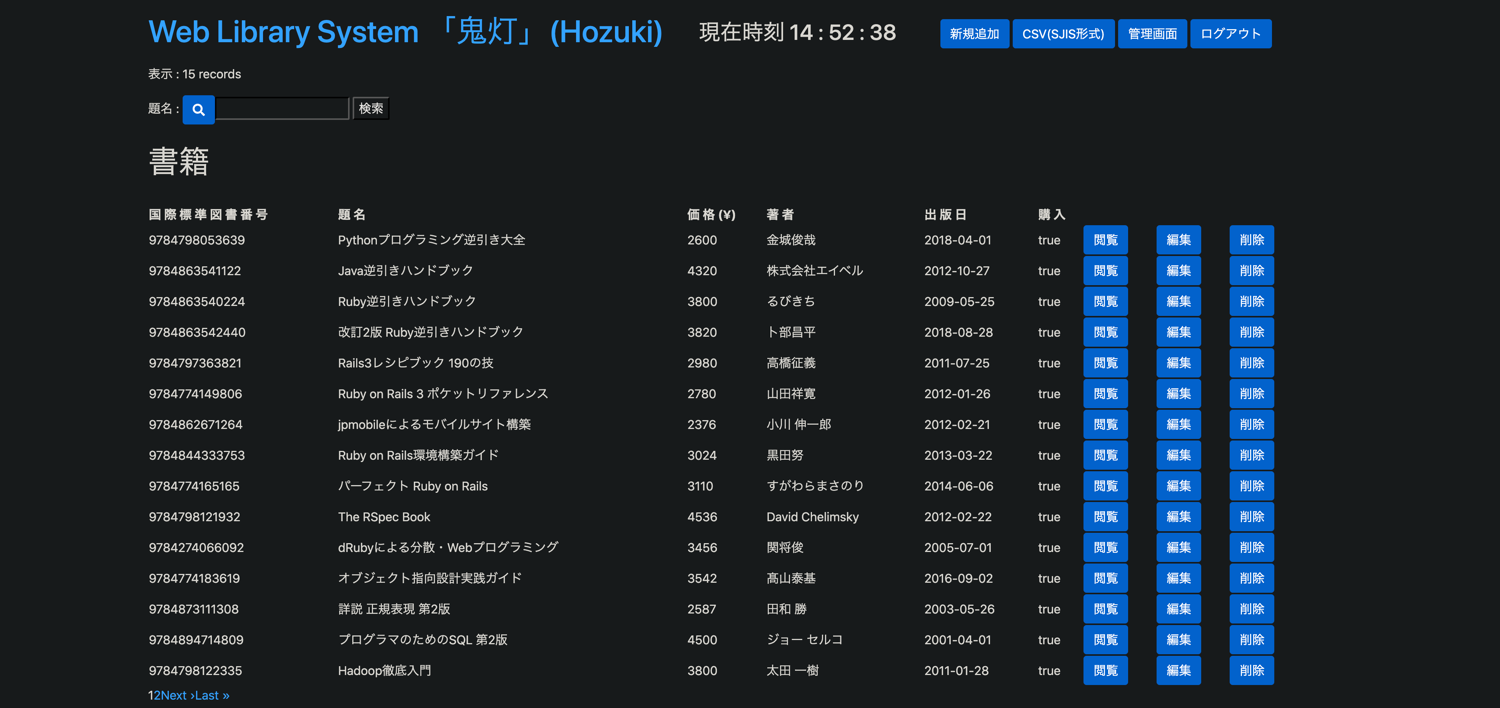 Web Library System 「鬼灯」 (Hozuki) 現在時刻 14 : 52 : 38 新規追加 CSV(SJIS形式) 管理画面 ログアウト
表示 : 15 records
題名 : 検索
書籍
国際標準図書番号 題名 価格(¥) 著者 出版日 購入
9784798053639 Pythonプログラミング逆引き大全 2600 金城俊哉 2018-04-01 true 閲覧 編集 削除
9784863541122 Java逆引きハンドブック 4320 株式会社エイベル 2012-10-27 true 閲覧 編集 削除
9784863540224 Ruby逆引きハンドブック 3800 るびきち 2009-05-25 true 閲覧 編集 削除
9784863542440 改訂2版 Ruby逆引きハンドブック 3820 卜部昌平 2018-08-28 true 閲覧 編集 削除
9784797363821 Rails3レシピブック 190の技 2980 高橋征義 2011-07-25 true 閲覧 編集 削除
9784774149806 Ruby on Rails 3 ポケットリファレンス 2780 山田祥寛 2012-01-26 true 閲覧 編集 削除
9784862671264 jpmobileによるモバイルサイト構築 2376 小川 伸一郎 2012-02-21 true 閲覧 編集 削除
9784844333753 Ruby on Rails環境構築ガイド 3024 黒田努 2013-03-22 true 閲覧 編集 削除
9784774165165 パーフェクト Ruby on Rails 3110 すがわらまさのり 2014-06-06 true 閲覧 編集 削除
9784798121932 The RSpec Book 4536 David Chelimsky 2012-02-22 true 閲覧 編集 削除
9784274066092 dRubyによる分散・Webプログラミング 3456 関将俊 2005-07-01 true 閲覧 編集 削除
9784774183619 オブジェクト指向設計実践ガイド 3542 髙山泰基 2016-09-02 true 閲覧 編集 削除
9784873111308 詳説 正規表現 第2版 2587 田和 勝 2003-05-26 true 閲覧 編集 削除
9784894714809 プログラマのためのSQL 第2版 4500 ジョー セルコ 2001-04-01 true 閲覧 編集 削除
9784798122335 Hadoop徹底入門 3800 太田 一樹 2011-01-28 true 閲覧 編集 削除
12Next ›Last »